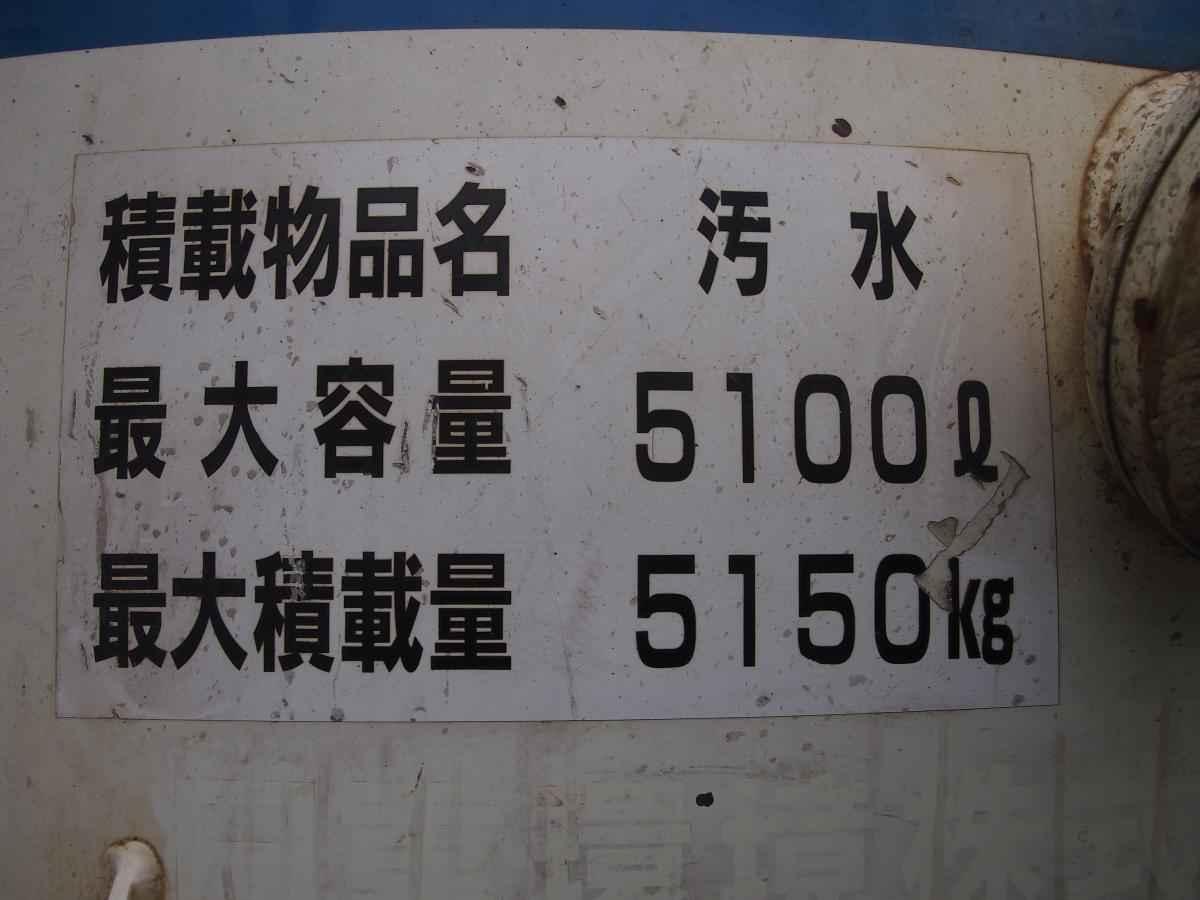 積載物品名 汚水
最大容量 5100ℓ
最大積載量 5150kg